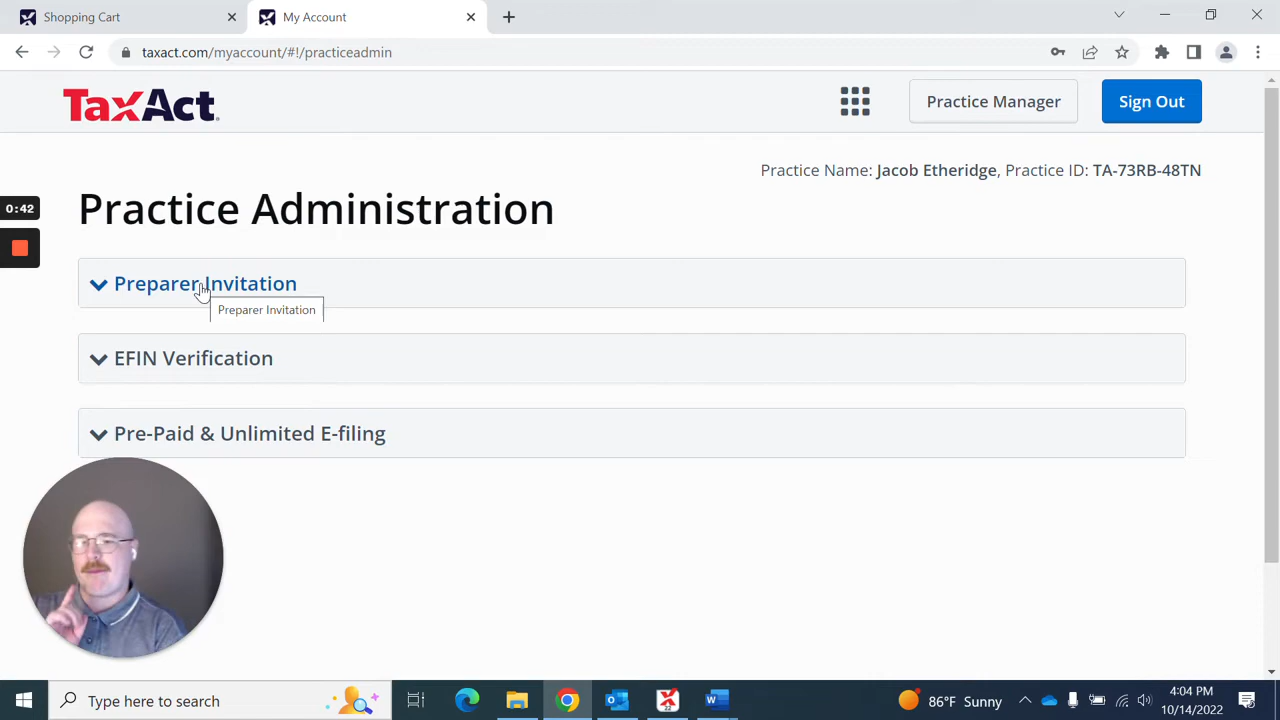 Shopping Cart
My Account
taxact.com/myaccount/#!/practiceadmin
TaxAct.
Practice Manager
Sign Out
Practice Name: Jacob Etheridge, Practice ID: TA-73RB-48TN
Practice Administration
0:42
Preparer Invitation
Preparer Invitation
EFIN Verification
Pre-Paid & Unlimited E-filing
Type here to search
22
86°F Sunny
4:04 PM
10/14/2022